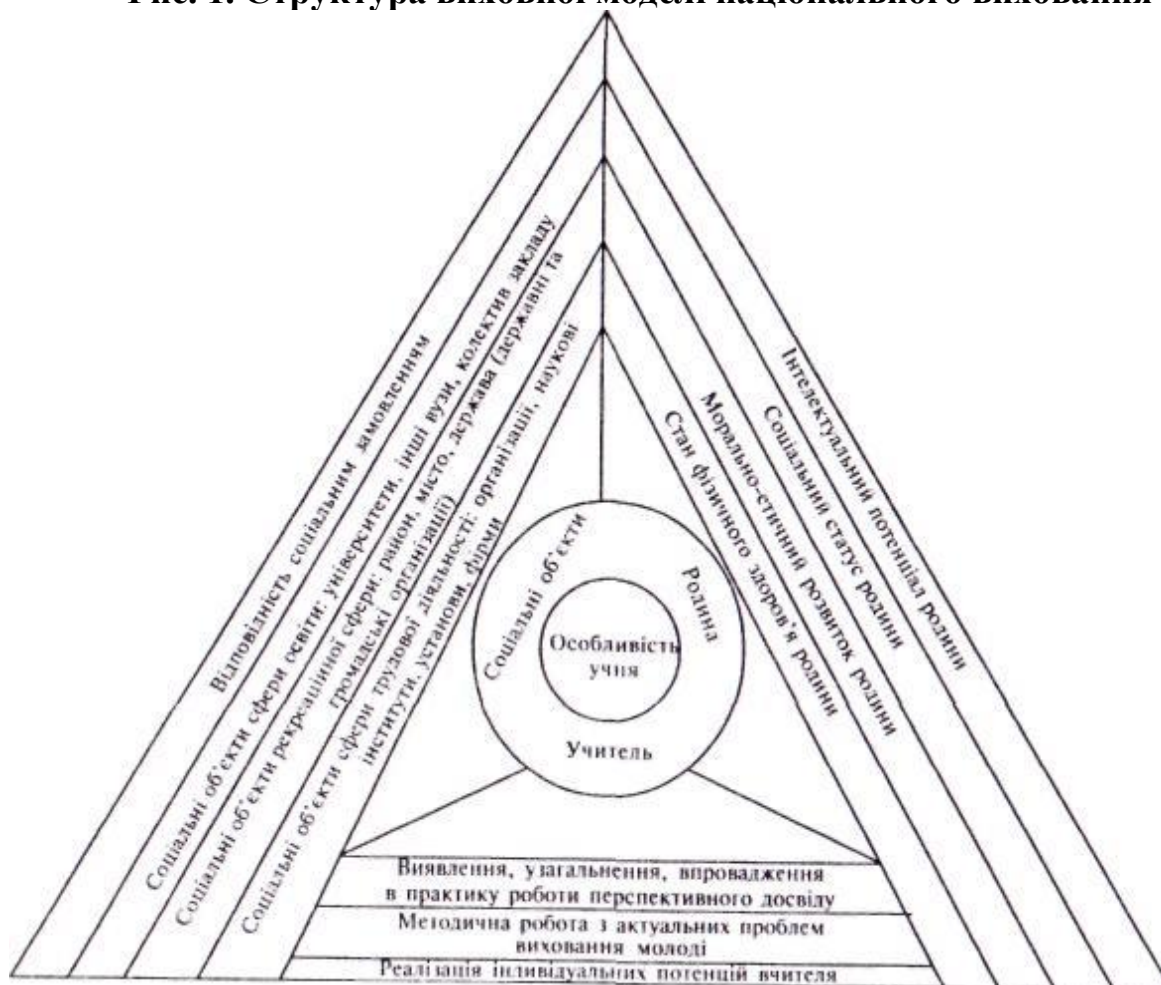 Рис. 1. Структура виховної моделі національного виховання
Відповідність соціальним замовленням
Соціальні об'єкти сфери освіти: університети, інші вузи, колектив закладу
Соціальні об'єкти рекреаційної сфери: район, місто, держава (державні та
громадські організації)
Соціальні об'єкти сфери трудової діяльності: організації, наукові
інститути, установи, фірми
Інтелектуальний потенціал родини
Соціальний статус родини
Морально-етичний розвиток родини
Стан фізичного здоров'я родини
Соціальні об'єкти
Родина
Особливість
учня
Учитель
Виявлення, узагальнення, впровадження
в практику роботи перспективного досвіду
Методична робота з актуальних проблем
виховання молоді
Реалізація індивідуальних потенцій вчителя